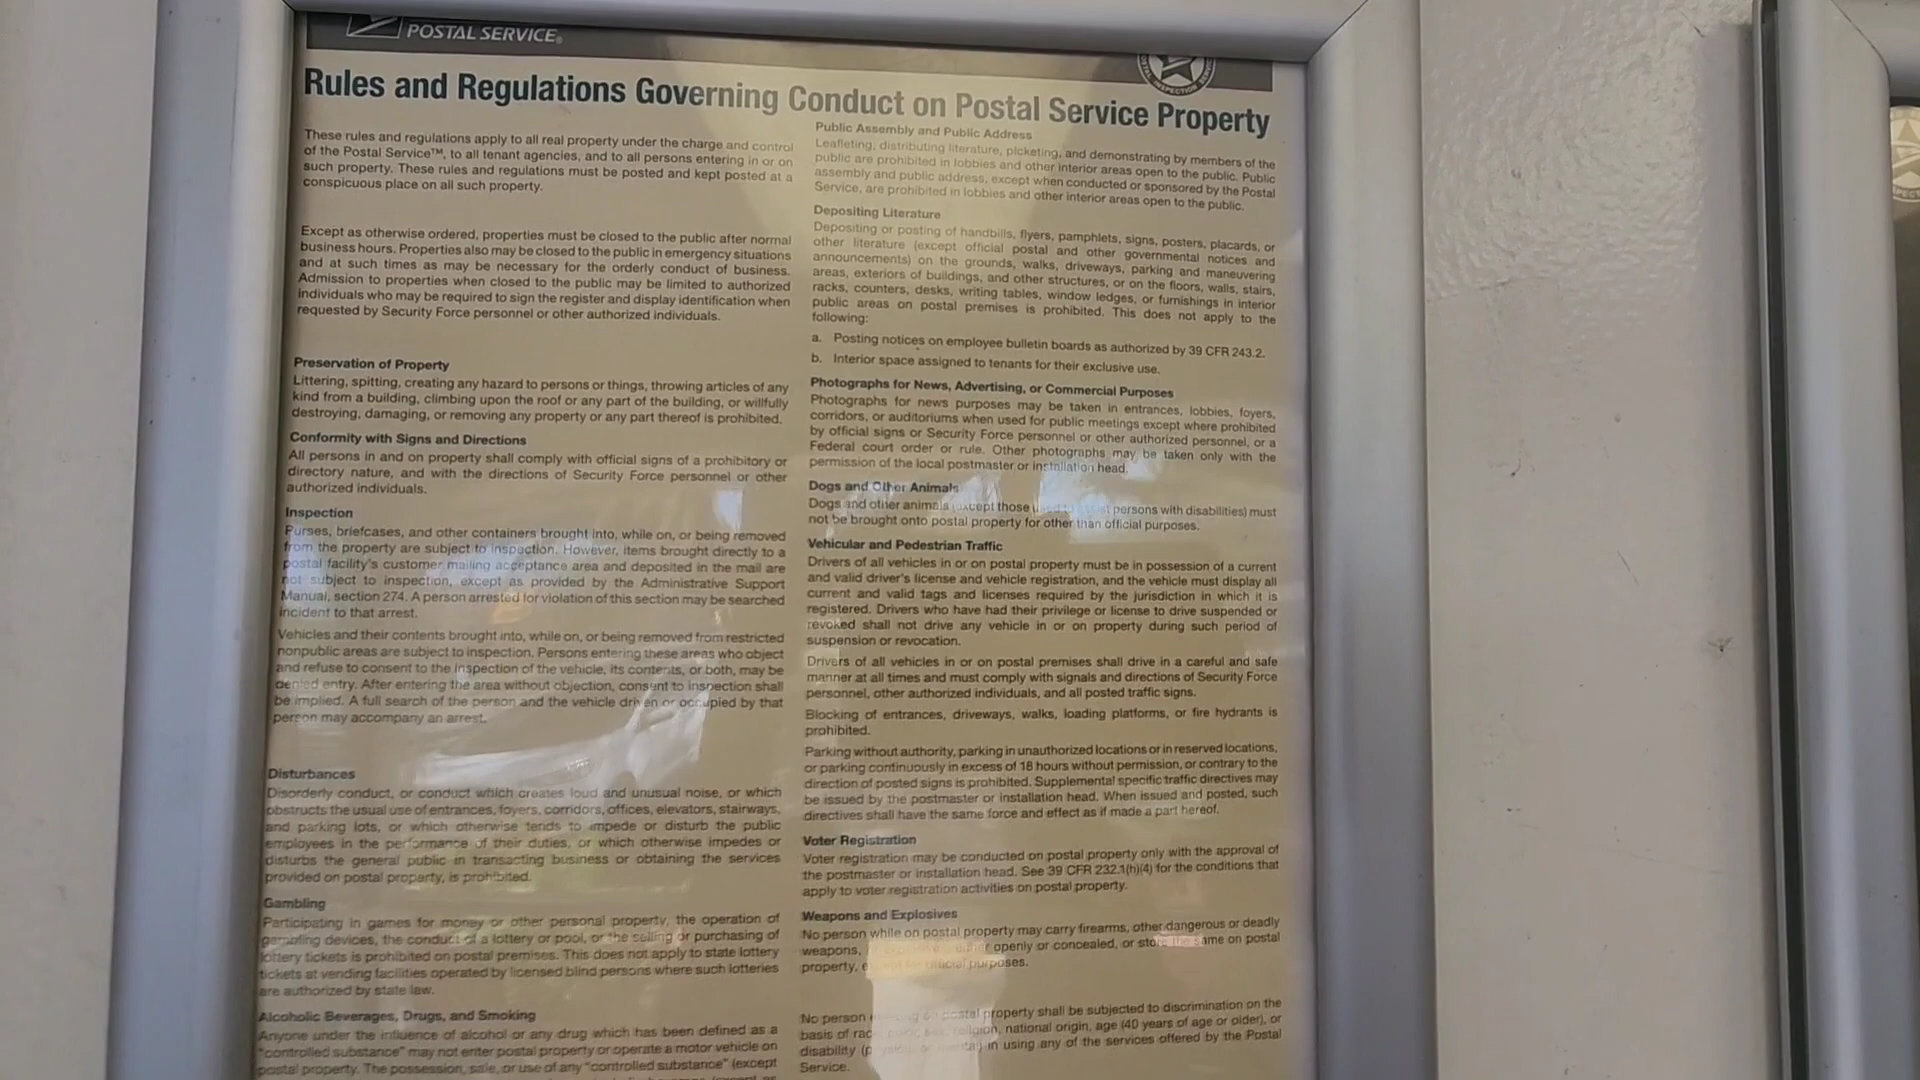 POSTAL SERVICE®
Rules and Regulations Governing Conduct on Postal Service Property
These rules and regulations apply to all real property under the charge and control
of the Postal Service™, to all tenant agencies, and to all persons entering in or on
such property. These rules and regulations must be posted and kept posted at a
conspicuous place on all such property.
Except as otherwise ordered, properties must be closed to the public after normal
business hours. Properties also may be closed to the public in emergency situations
and at such times as may be necessary for the orderly conduct of business.
Admission to properties when closed to the public may be limited to authorized
individuals who may be required to sign the register and display identification when
requested by Security Force personnel or other authorized individuals.
Preservation of Property
Littering, spitting, creating any hazard to persons or things, throwing articles of any
kind from a building, climbing upon the roof or any part of the building, or willfully
destroying, damaging, or removing any property or any part thereof is prohibited.
Conformity with Signs and Directions
All persons in and on property shall comply with official signs of a prohibitory or
directory nature, and with the directions of Security Force personnel or other
authorized individuals.
Inspection
Purses, briefcases, and other containers brought into, while on, or being removed
from the property are subject to inspection. However, items brought directly to a
postal facility's customer mailing acceptance area and deposited in the mail are
not subject to inspection, except as provided by the Administrative Support
Manual, section 274. A person arrested for violation of this section may be searched
incident to that arrest.
Vehicles and their contents brought into, while on, or being removed from restricted
nonpublic areas are subject to inspection. Persons entering these areas who object
and refuse to consent to the inspection of the vehicle, its contents, or both, may be
denied entry. After entering the area without objection, consent to inspection shall
be implied. A full search of the person and the vehicle driven or occupied by that
person may accompany an arrest.
Disturbances
Disorderly conduct, or conduct which creates loud and unusual noise, or which
obstructs the usual use of entrances, foyers, corridors, offices, elevators, stairways,
and parking lots, or which otherwise tends to impede or disturb the public
employees in the performance of their duties, or which otherwise impedes or
disturbs the general public in transacting business or obtaining the services
provided on postal property, is prohibited.
Gambling
Participating in games for money or other personal property, the operation of
gambling devices, the conduct of a lottery or pool, or the selling or purchasing of
lottery tickets is prohibited on postal premises. This does not apply to state lottery
tickets at vending facilities operated by licensed blind persons where such lotteries
are authorized by state law.
Alcoholic Beverages, Drugs, and Smoking
Anyone under the influence of alcohol or any drug which has been defined as a
"controlled substance" may not enter postal property or operate a motor vehicle on
postal property. The possession, sale, or use of any "controlled substance" (except
Public Assembly and Public Address
Leafleting, distributing literature, picketing, and demonstrating by members of the
public are prohibited in lobbies and other interior areas open to the public. Public
assembly and public address, except when conducted or sponsored by the Postal
Service, are prohibited in lobbies and other interior areas open to the public.
Depositing Literature
Depositing or posting of handbills, flyers, pamphlets, signs, posters, placards, or
other literature (except official postal and other governmental notices and
announcements) on the grounds, walks, driveways, parking and maneuvering
areas, exteriors of buildings, and other structures, or on the floors, walls, stairs,
racks, counters, desks, writing tables, window ledges, or furnishings in interior
public areas on postal premises is prohibited. This does not apply to the
following:
a. Posting notices on employee bulletin boards as authorized by 39 CFR 243.2.
b. Interior space assigned to tenants for their exclusive use.
Photographs for News, Advertising, or Commercial Purposes
Photographs for news purposes may be taken in entrances, lobbies, foyers,
corridors, or auditoriums when used for public meetings except where prohibited
by official signs or Security Force personnel or other authorized personnel, or a
Federal court order or rule. Other photographs may be taken only with the
permission of the local postmaster or installation head.
Dogs and Other Animals
Dogs and other animals (except those persons with disabilities) must
not be brought onto postal property for other than official purposes.
Vehicular and Pedestrian Traffic
Drivers of all vehicles in or on postal property must be in possession of a current
and valid driver's license and vehicle registration, and the vehicle must display all
current and valid tags and licenses required by the jurisdiction in which it is
registered. Drivers who have had their privilege or license to drive suspended or
revoked shall not drive any vehicle in or on property during such period of
suspension or revocation.
Drivers of all vehicles in or on postal premises shall drive in a careful and safe
manner at all times and must comply with signals and directions of Security Force
personnel, other authorized individuals, and all posted traffic signs.
Blocking of entrances, driveways, walks, loading platforms, or fire hydrants is
prohibited.
Parking without authority, parking in unauthorized locations or in reserved locations,
or parking continuously in excess of 18 hours without permission, or contrary to the
direction of posted signs is prohibited. Supplemental specific traffic directives may
be issued by the postmaster or installation head. When issued and posted, such
directives shall have the same force and effect as if made a part hereof.
Voter Registration
Voter registration may be conducted on postal property only with the approval of
the postmaster or installation head. See 39 CFR 232.1(h)(4) for the conditions that
apply to voter registration activities on postal property.
Weapons and Explosives
No person while on postal property may carry firearms, other dangerous or deadly
weapons, openly or concealed, or store the same on postal
property, official purposes.
No person property shall be subjected to discrimination on the
basis of religion, national origin, age (40 years of age or older), or
disability in using any of the services offered by the Postal
Service.